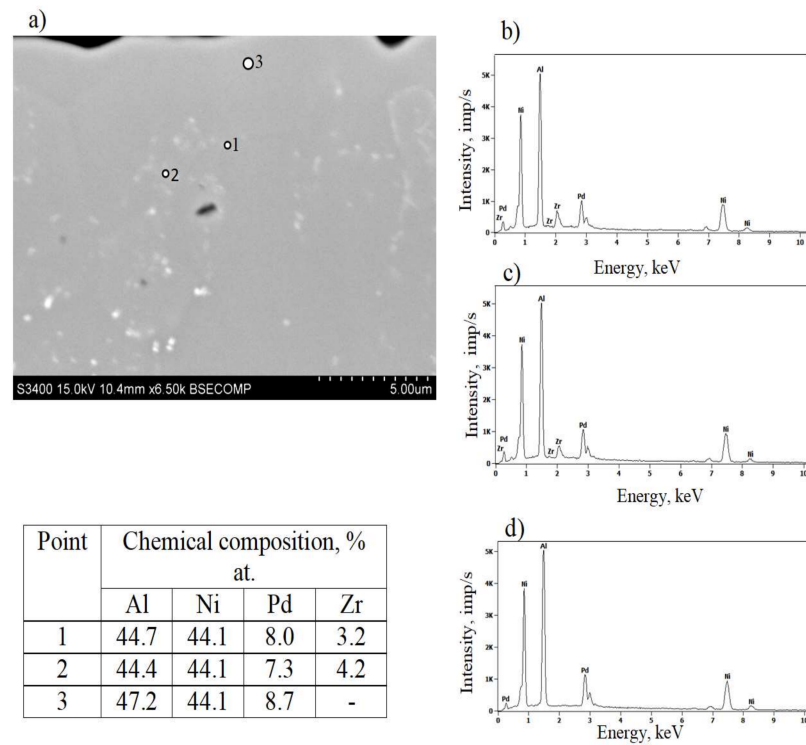 a)
3
1
2
S3400 15.0kV 10.4mm x6.50k BSECOMP 5.00um
Point Chemical composition, % at.
Al Ni Pd Zr
1 44.7 44.1 8.0 3.2
2 44.4 44.1 7.3 4.2
3 47.2 44.1 8.7 -
b)
Intensity, imp/s
5K
4K
3K
2K
1K
0
Al
Ni
Pd
Zr
Zr
Zr
Pd
Ni
Ni
0 1 2 3 4 5 6 7 8 9 10
Energy, keV
c)
Intensity, imp/s
5K
4K
3K
2K
1K
0
Al
Ni
Pd
Zr
Zr
Zr
Pd
Ni
Ni
0 1 2 3 4 5 6 7 8 9 10
Energy, keV
d)
Intensity, imp/s
5K
4K
3K
2K
1K
0
Al
Ni
Pd
Pd
Ni
Ni
0 1 2 3 4 5 6 7 8 9 10
Energy, keV